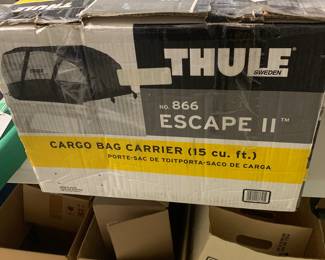 THULE
SWEDEN
NO. 866
ESCAPE II™
CARGO BAG CARRIER (15 cu. ft.)
PORTE-SAC DE TOIT PORTA-SACO DE CARGA